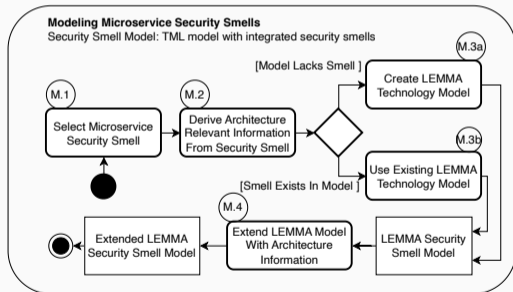 Modeling Microservice Security Smells
Security Smell Model: TML model with integrated security smells
M.1
Select Microservice
Security Smell
M.2
Derive Architecture
Relevant Information
From Security Smell
[Model Lacks Smell ]
M.3a
Create LEMMA
Technology Model
M.3b
Use Existing LEMMA
Technology Model
[Smell Exists In Model ]
M.4
Extend LEMMA Model
With Architecture
Information
LEMMA Security
Smell Model
Extended LEMMA
Security Smell Model